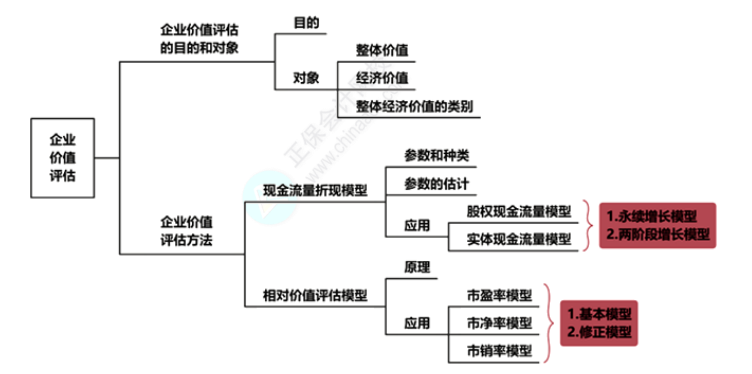 企业
价值
评估
企业价值评估
的目的和对象
目的
对象
整体价值
经济价值
整体经济价值的类别
企业价值
评估方法
现金流量折现模型
参数和种类
参数的估计
应用
股权现金流量模型
实体现金流量模型
1.永续增长模型
2.两阶段增长模型
相对价值评估模型
原理
应用
市盈率模型
市净率模型
市销率模型
1.基本模型
2.修正模型
正保会计网校